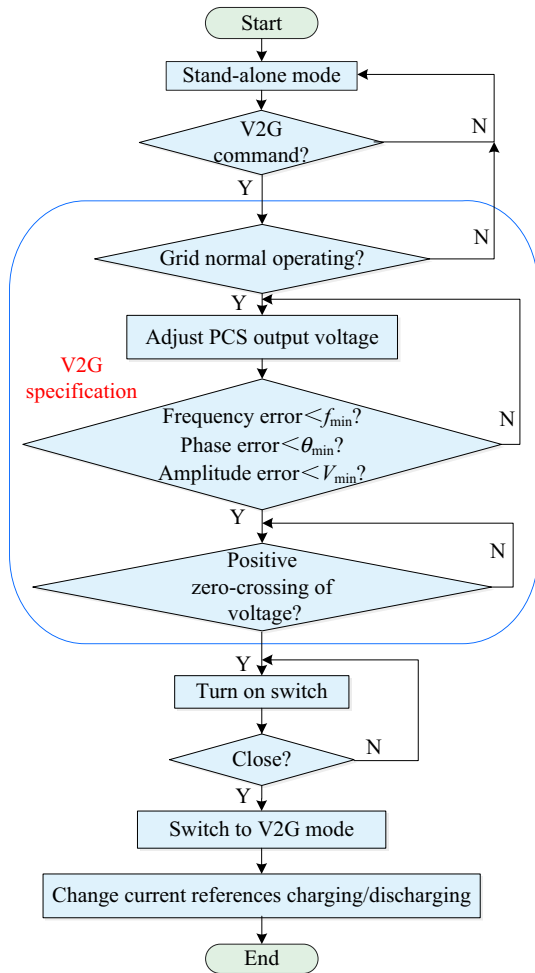 Start
Stand-alone mode
V2G
command?
N
Y
Grid normal operating?
N
Y
Adjust PCS output voltage
V2G
specification
Frequency error<fmin?
Phase error<θmin?
Amplitude error<Vmin?
N
Y
Positive
zero-crossing of
voltage?
N
Y
Turn on switch
Close?
N
Y
Switch to V2G mode
Change current references charging/discharging
End